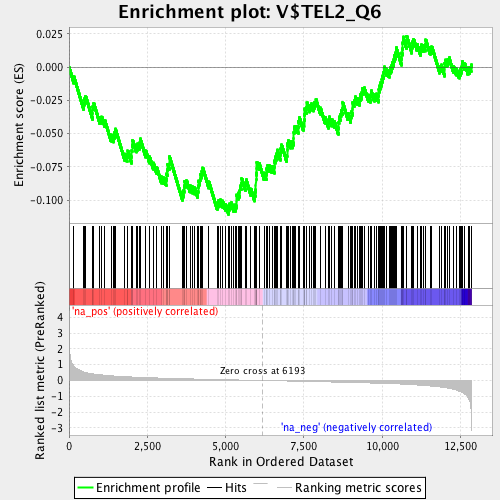 Enrichment plot: V$TEL2_Q6
Enrichment score (ES)
0.025
0.000
-0.025
-0.050
-0.075
-0.100
'na_pos' (positively correlated)
Ranked list metric (PreRanked)
4
3
2
1
0
-1
-2
-3
Zero cross at 6193
'na_neg' (negatively correlated)
0
2,500
5,000
7,500
10,000
12,500
Rank in Ordered Dataset
Enrichment profile
Hits
Ranking metric scores